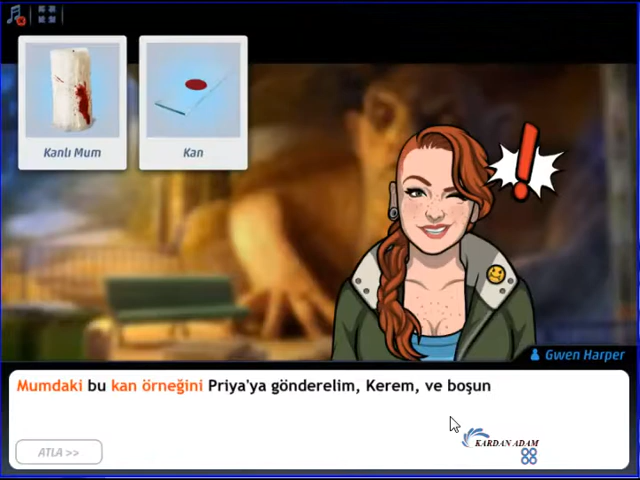 Kanlı Mum
Kan
Gwen Harper
Mumdaki bu kan örneğini Priya'ya gönderelim, Kerem, ve boşun
ATLA >>
KARDAN ADAM